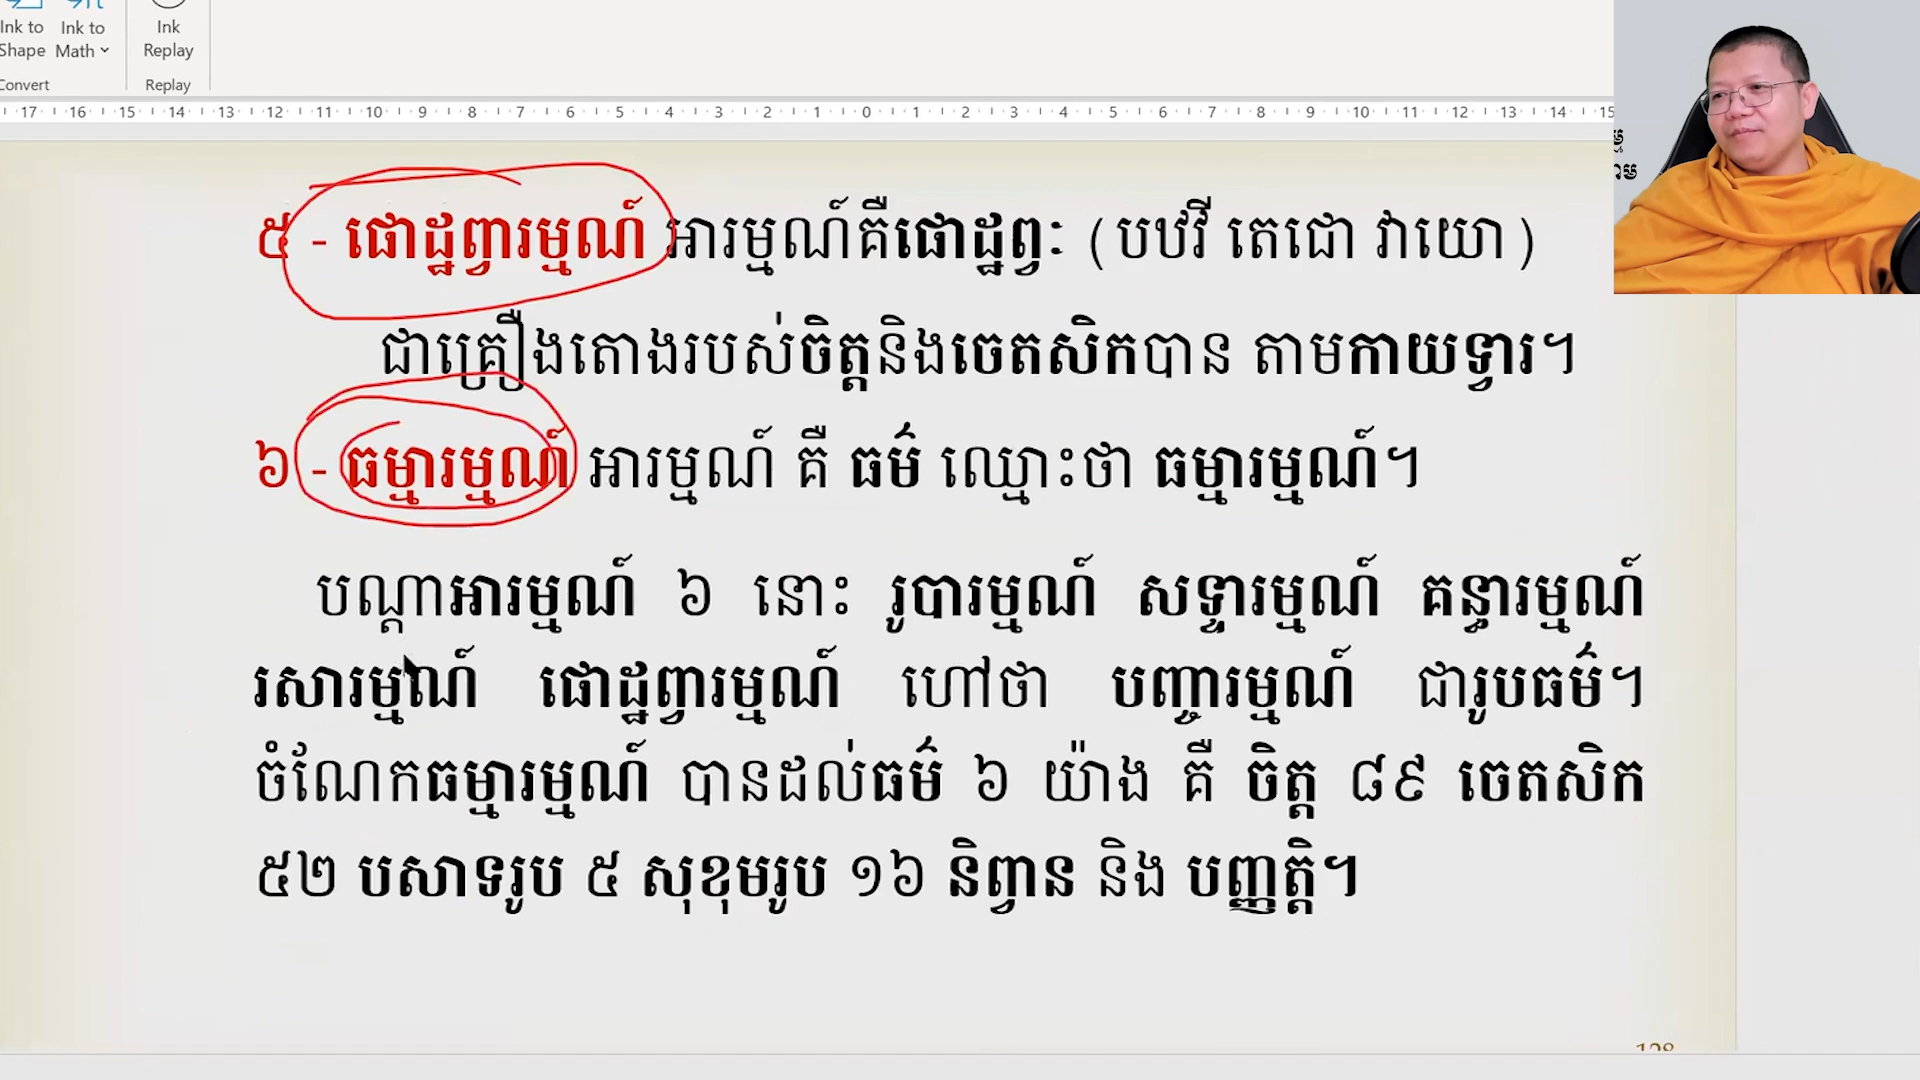 Ink to Shape
Ink to Math
Ink Replay
Convert
Replay
17 16 15 14 13 12 11 10 9 8 7 6 5 4 3 2 1 0 1 2 3 4 5 6 7 8 9 10 11 12 13 14 15
៥ - ផោដ្ឋព្វារម្មណ៍ អារម្មណ៍គឺផោដ្ឋព្វៈ (បឋវី តេជោ វាយោ)
ជាគ្រឿងតោងរបស់ចិត្តនិងចេតសិកបាន តាមកាយទ្វារ។
៦ - ធម្មារម្មណ៍ អារម្មណ៍ គឺ ធម៌ ឈ្មោះថា ធម្មារម្មណ៍។
បណ្តាអារម្មណ៍ ៦ នោះ រូបារម្មណ៍ សទ្ទារម្មណ៍ គន្ធារម្មណ៍
រសារម្មណ៍ ផោដ្ឋព្វារម្មណ៍ ហៅថា បញ្ចារម្មណ៍ ជារូបធម៌។
ចំណែកធម្មារម្មណ៍ បានដល់ធម៌ ៦ យ៉ាង គឺ ចិត្ត ៨៩ ចេតសិក
៥២ បសាទរូប ៥ សុខុមរូប ១៦ និព្វាន និង បញ្ញត្តិ។